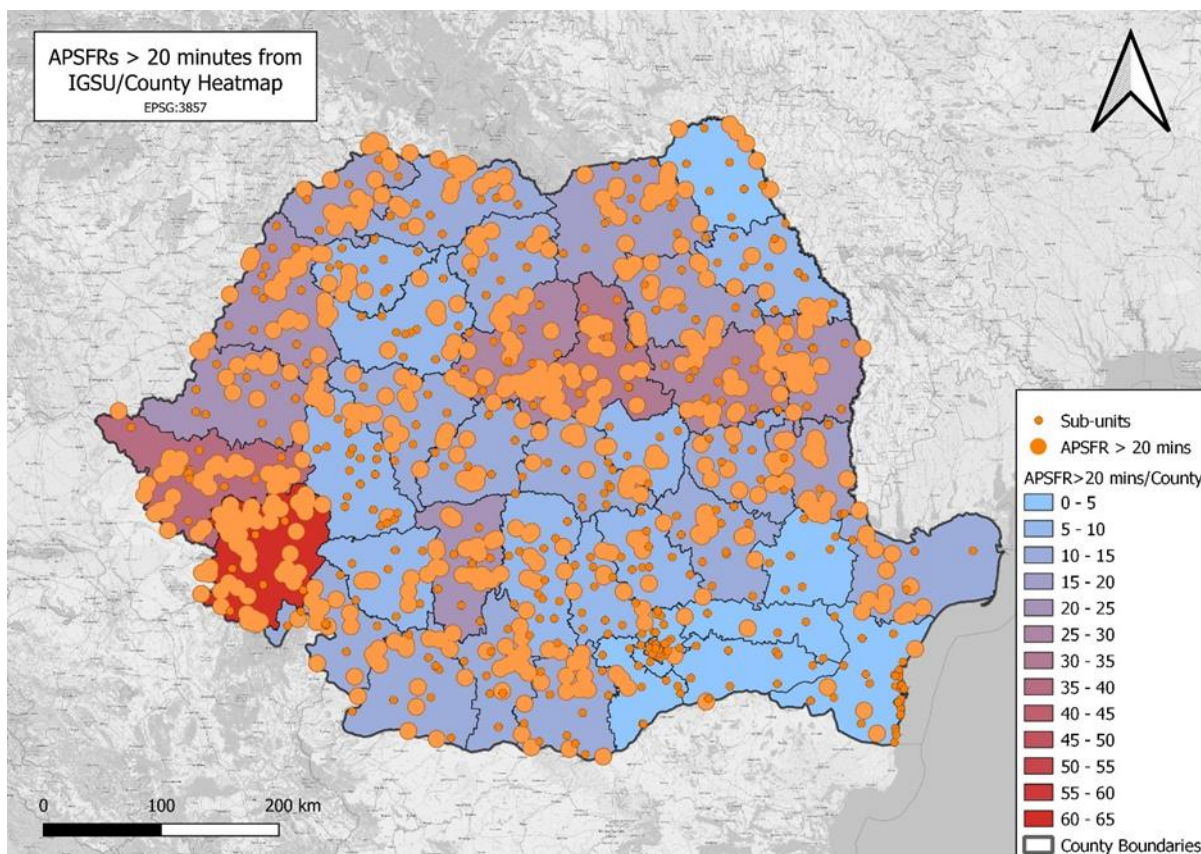 APSFRs > 20 minutes from
IGSU/County Heatmap
EPSG:3857
Sub-units
APSFR > 20 mins
APSFR>20 mins/County
0 - 5
5 - 10
10 - 15
15 - 20
20 - 25
25 - 30
30 - 35
35 - 40
40 - 45
45 - 50
50 - 55
55 - 60
60 - 65
County Boundaries
0 100 200 km